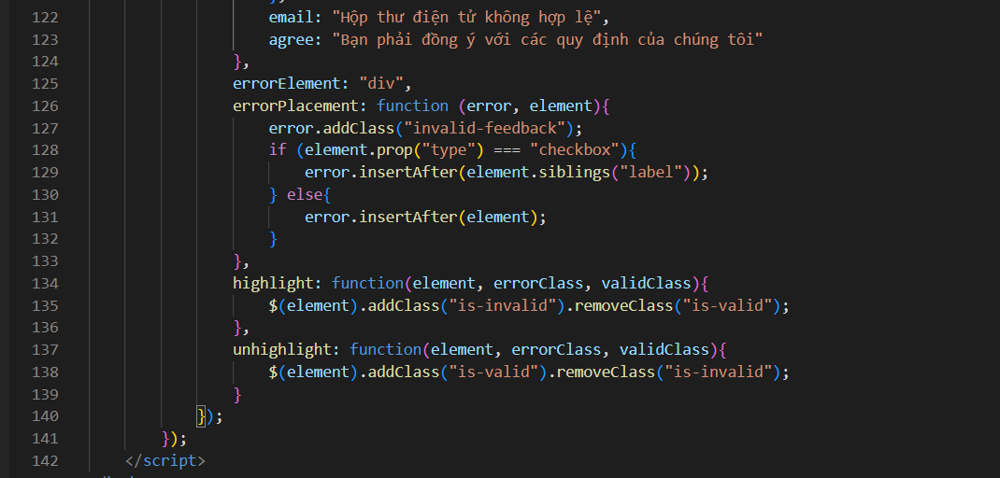 122 email: "Hộp thư điện tử không hợp lệ",
123 agree: "Bạn phải đồng ý với các quy định của chúng tôi"
124 },
125 errorElement: "div",
126 errorPlacement: function (error, element){
127 error.addClass("invalid-feedback");
128 if (element.prop("type") === "checkbox"){
129 error.insertAfter(element.siblings("label"));
130 } else{
131 error.insertAfter(element);
132 }
133 },
134 highlight: function(element, errorClass, validClass){
135 $(element).addClass("is-invalid").removeClass("is-valid");
136 },
137 unhighlight: function(element, errorClass, validClass){
138 $(element).addClass("is-valid").removeClass("is-invalid");
139 }
140 });
141 });
142 </script>